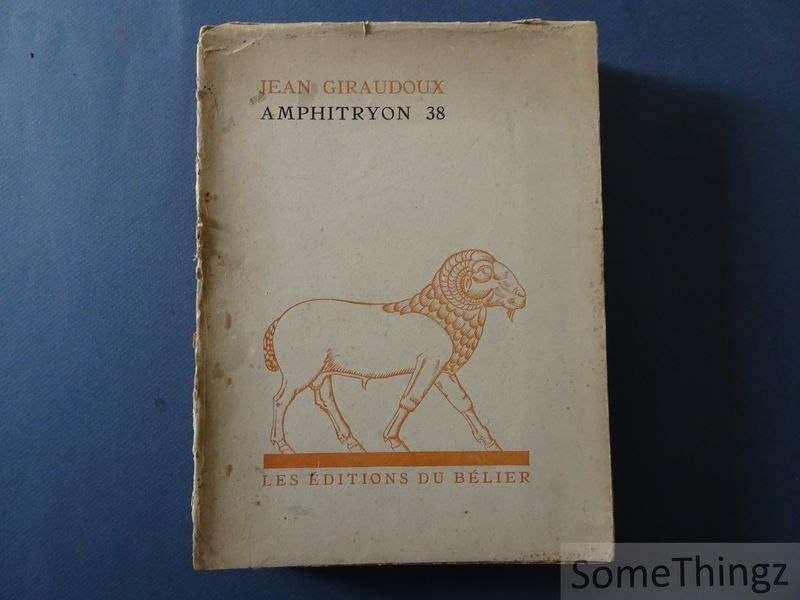 JEAN GIRAUDOUX
AMPHITRYON 38
LES ÉDITIONS DU BÉLIER
SomeThingz